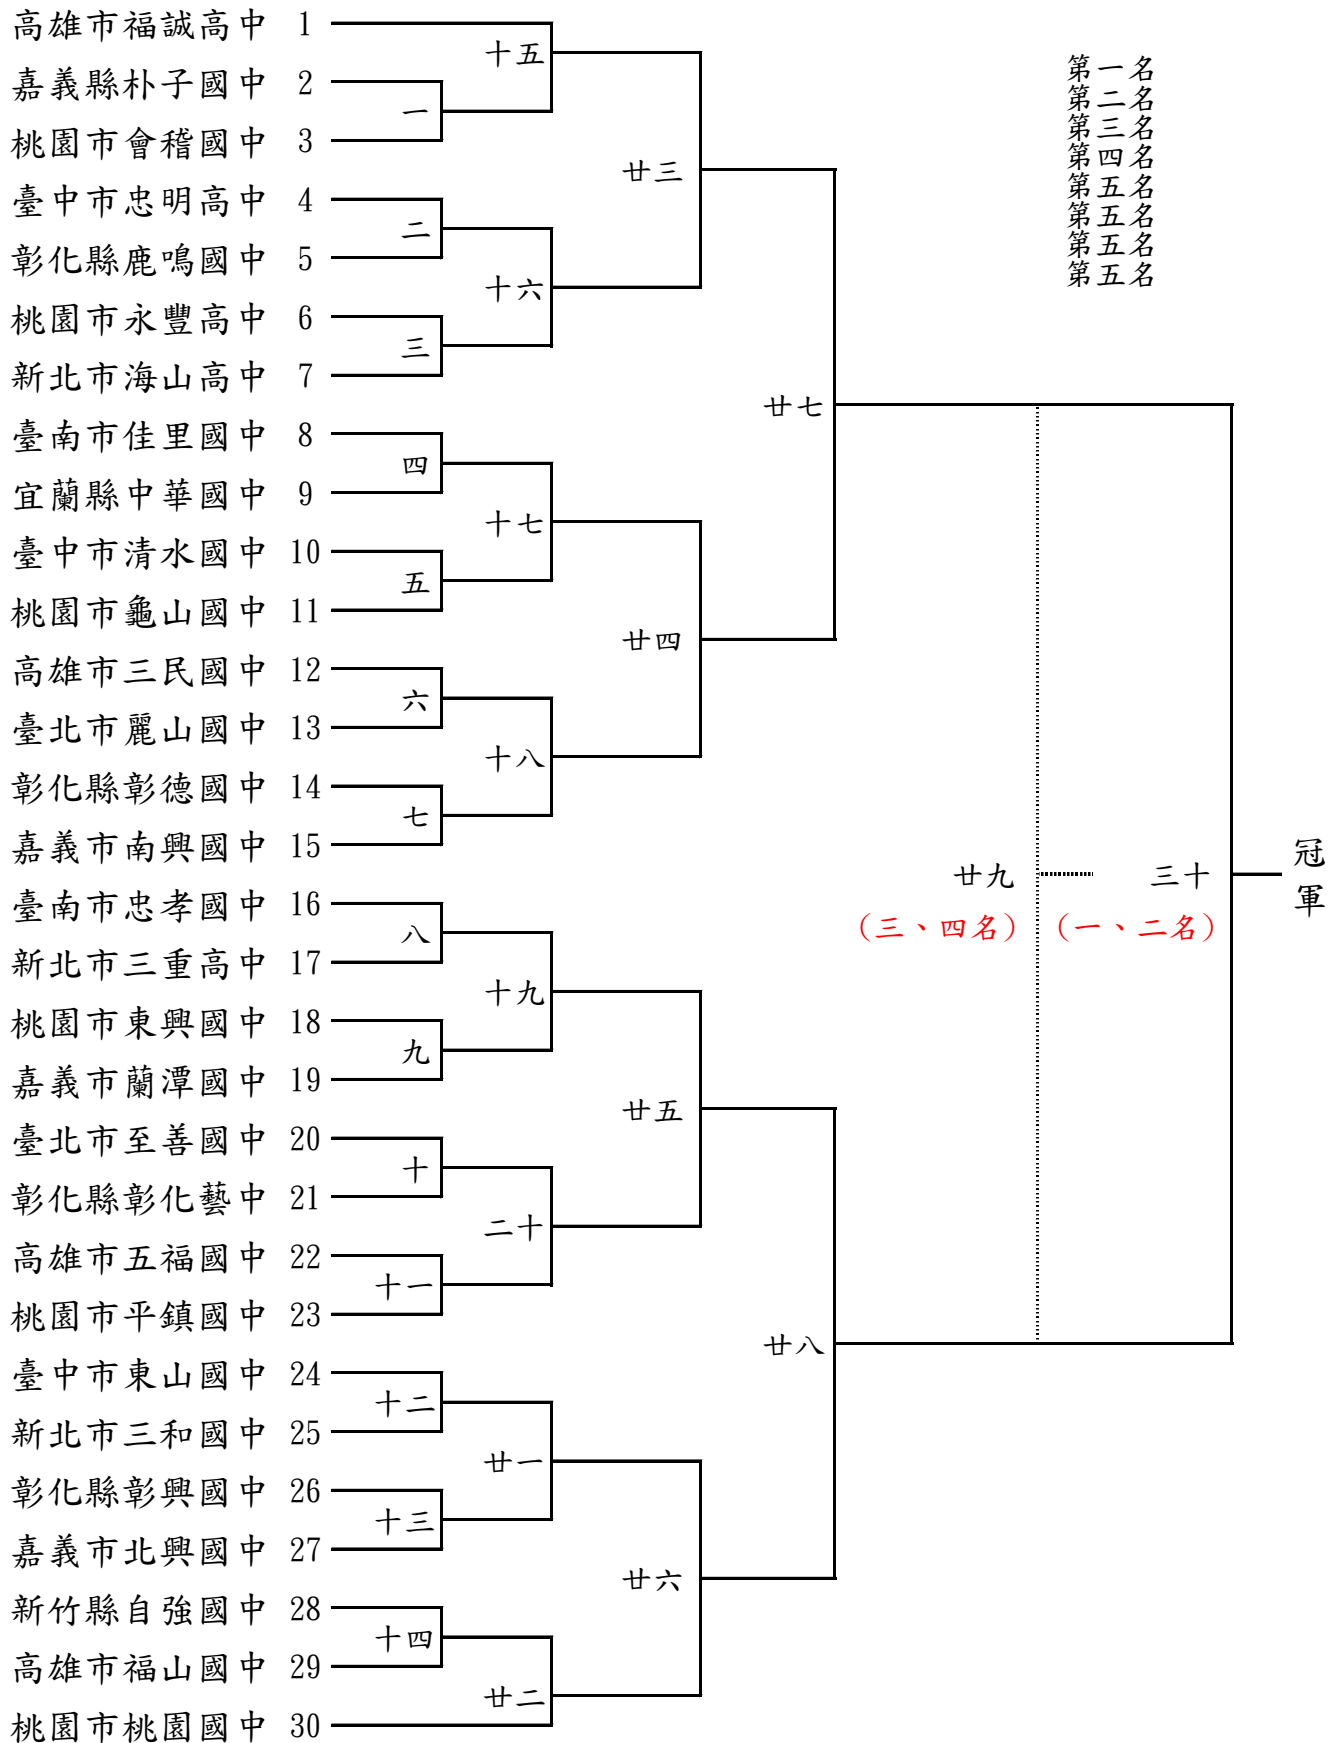 高雄市福誠高中 1
嘉義縣朴子國中 2
桃園市會稽國中 3
臺中市忠明高中 4
彰化縣鹿鳴國中 5
桃園市永豐高中 6
新北市海山高中 7
臺南市佳里國中 8
宜蘭縣中華國中 9
臺中市清水國中 10
桃園市龜山國中 11
高雄市三民國中 12
臺北市麗山國中 13
彰化縣彰德國中 14
嘉義市南興國中 15
臺南市忠孝國中 16
新北市三重高中 17
桃園市東興國中 18
嘉義市蘭潭國中 19
臺北市至善國中 20
彰化縣彰化藝中 21
高雄市五福國中 22
桃園市平鎮國中 23
臺中市東山國中 24
新北市三和國中 25
彰化縣彰興國中 26
嘉義市北興國中 27
新竹縣自強國中 28
高雄市福山國中 29
桃園市桃園國中 30
一
二
三
四
五
六
七
八
九
十
十一
十二
十三
十四
十五
十六
十七
十八
十九
二十
廿一
廿二
廿三
廿四
廿五
廿六
廿七
廿八
廿九
(三、四名)
三十
(一、二名)
冠軍
第一名
第二名
第三名
第四名
第五名
第五名
第五名
第五名